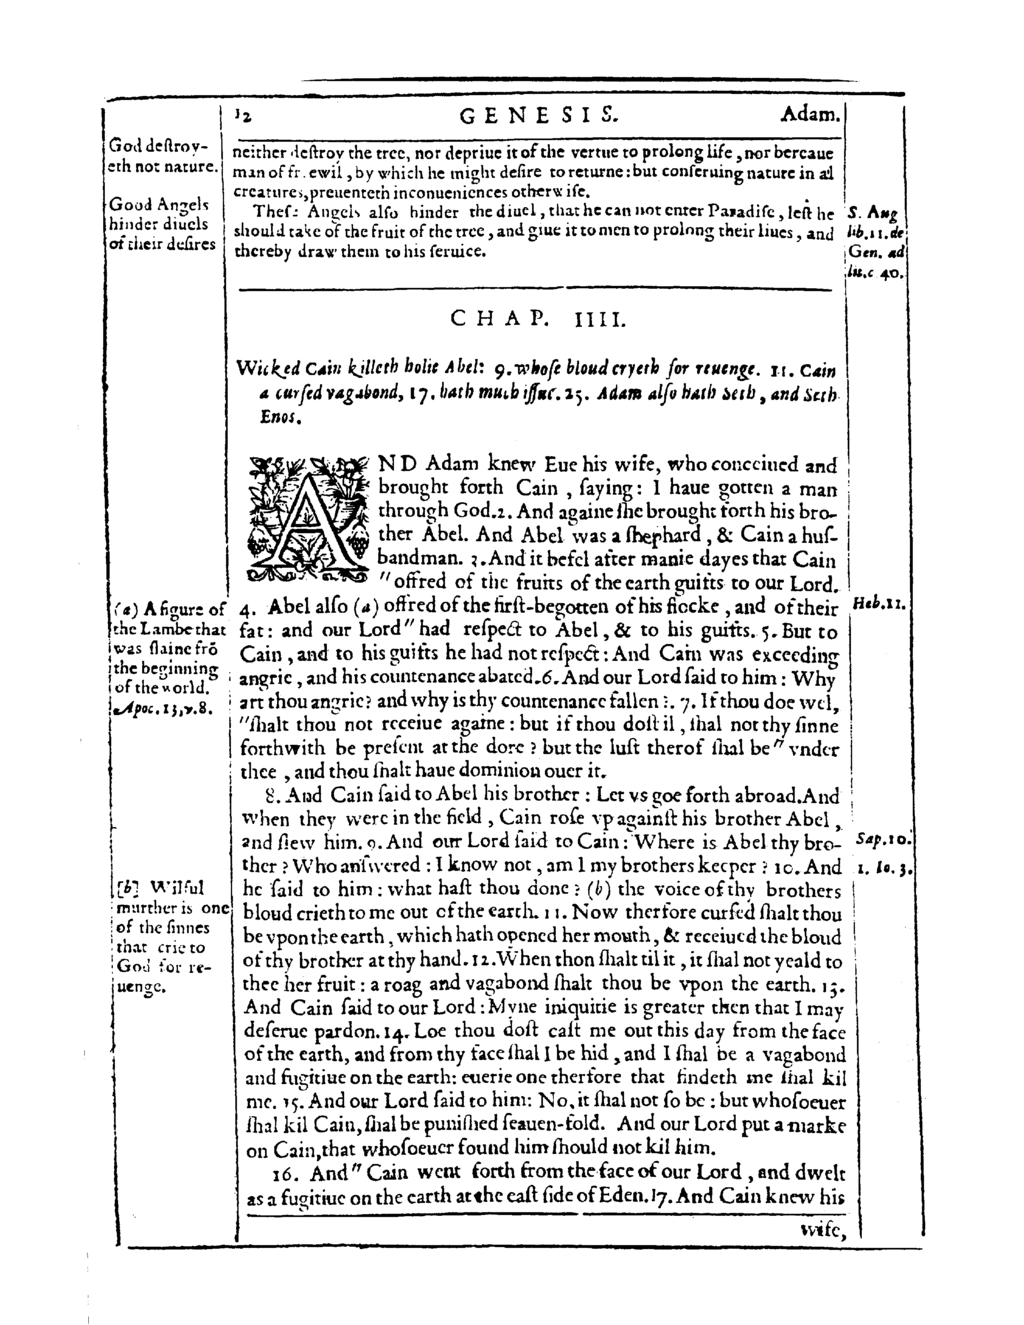 12 GENESIS. Adam.
God deſtroy-
eth not nature.
Good Angels
hinder diuels
of their deſires
neither deſtroy the tree, nor depriue it of the vertue to prolong life, nor bereaue
man of frewil, by which he might deſire to returne: but conſeruing nature in al
creatures, preuenteth inconueniences otherwiſe.
Theſe Angels alſo hinder the diuel, that he can not enter Paradiſe, leſt he
ſhould take of the fruit of the tree, and giue it to men to prolong their liues, and
thereby draw them to his ſeruice.
S. Aug
lib.11.de
Gen. ad
lit.c 40.
CHAP. IIII.
Wicked Cain killeth holie Abel: 9. whoſe bloud cryeth for reuenge. 11. Cain
a curſed vagabond, 17. hath much iſſue. 25. Adam alſo hath Seth, and Seth
Enos.
AND Adam knew Eue his wife, who conceiued and
brought forth Cain, ſaying: I haue gotten a man
through God. 2. And againe ſhe brought forth his bro-
ther Abel. And Abel was a ſhephard, & Cain a huſ-
bandman. 3. And it befel after manie dayes that Cain
"offred of the fruits of the earth guifts to our Lord.
4. Abel alſo (a) offred of the firſt-begotten of his flocke, and of their
fat: and our Lord" had reſpect to Abel, & to his guifts. 5. But to
Cain, and to his guifts he had not reſpect: And Cain was exceeding
angrie, and his countenance abated. 6. And our Lord ſaid to him: Why
art thou angrie? and why is thy countenance fallen? 7. If thou doe wel,
"ſhalt thou not receiue againe: but if thou doſt il, ſhal not thy ſinne
forthwith be preſent at the dore? but the luſt therof ſhal be" vnder
thee, and thou ſhalt haue dominion ouer it.
(a) A figure of
the Lambe that
was ſlaine frō
the beginning
of the world.
Apoc. 13, v. 8.
Heb.11.
8. And Cain ſaid to Abel his brother: Let vs goe forth abroad. And
when they were in the field, Cain roſe vp againſt his brother Abel,
and ſlew him. 9. And our Lord ſaid to Cain: Where is Abel thy bro-
ther? Who anſwered: I know not, am I my brothers keeper? 10. And
he ſaid to him: what haſt thou done? (b) the voice of thy brothers
bloud crieth to me out of the earth. 11. Now therfore curſed ſhalt thou
be vpon the earth, which hath opened her mouth, & receiued the bloud
of thy brother at thy hand. 12. When thou ſhalt til it, it ſhal not yeald to
thee her fruit: a roag and vagabond ſhalt thou be vpon the earth. 13.
And Cain ſaid to our Lord: Myne iniquitie is greater then that I may
deſerue pardon. 14. Loe thou doſt caſt me out this day from the face
of the earth, and from thy face ſhal I be hid, and I ſhal be a vagabond
and fugitiue on the earth: euerie one therfore that findeth me ſhal kil
me. 15. And our Lord ſaid to him: No, it ſhal not ſo be: but whoſoeuer
ſhal kil Cain, ſhal be puniſhed ſeauen-fold. And our Lord put a marke
on Cain, that whoſoeuer found him ſhould not kil him.
Sap.10.
1. Io. 3.
[b] Wilful
murther is one
of the ſinnes
that crie to
God for re-
uenge.
16. And" Cain went forth from the face of our Lord, and dwelt
as a fugitiue on the earth at the eaſt ſide of Eden. 17. And Cain knew his
wife,